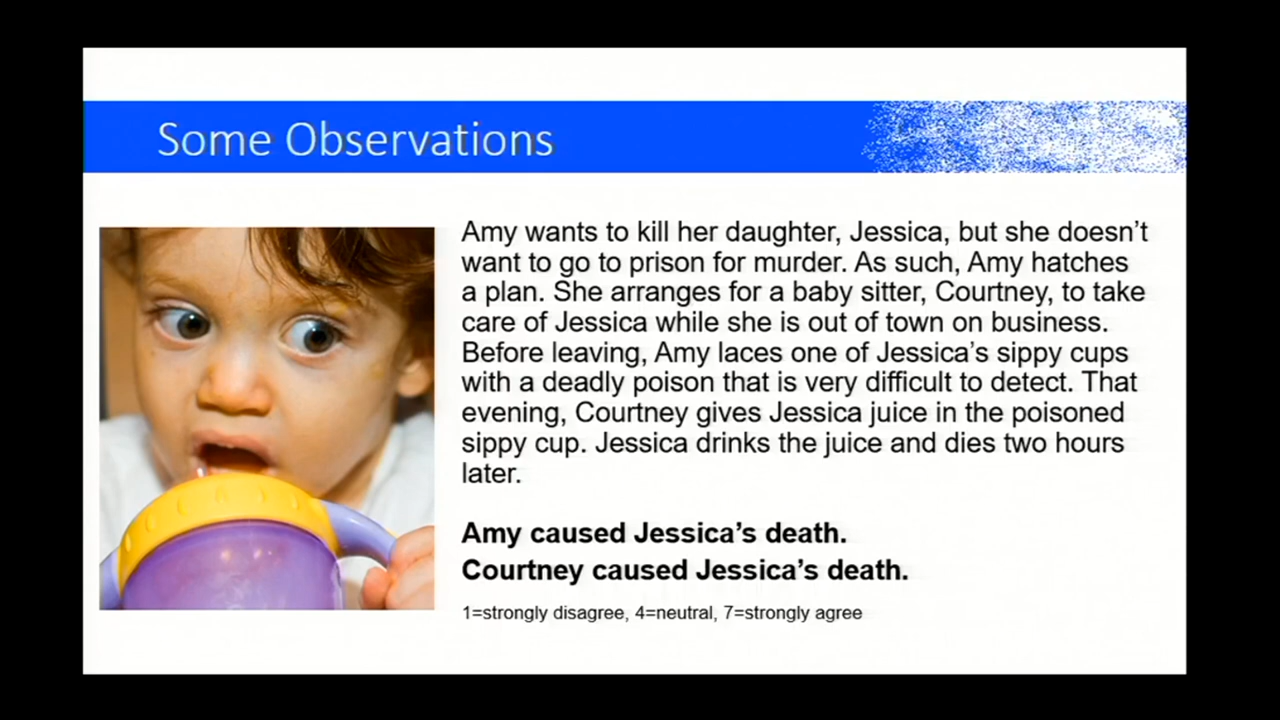 Some Observations
Amy wants to kill her daughter, Jessica, but she doesn’t
want to go to prison for murder. As such, Amy hatches
a plan. She arranges for a baby sitter, Courtney, to take
care of Jessica while she is out of town on business.
Before leaving, Amy laces one of Jessica’s sippy cups
with a deadly poison that is very difficult to detect. That
evening, Courtney gives Jessica juice in the poisoned
sippy cup. Jessica drinks the juice and dies two hours
later.
Amy caused Jessica’s death.
Courtney caused Jessica’s death.
1=strongly disagree, 4=neutral, 7=strongly agree